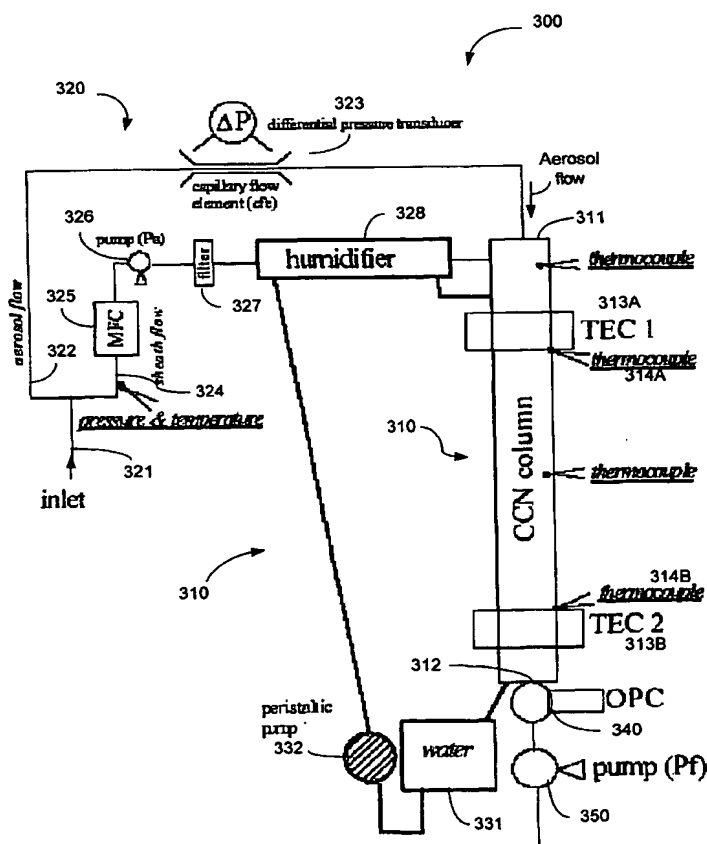 300
320
323
ΔP
differential pressure transducer
Aerosol
flow
capillary flow
element (cfe)
328
311
326
pump (Pa)
humidifier
thermocouple
filter
325
327
313A
MFC
TEC 1
aerosol flow
sheath flow
322
324
thermocouple
314A
pressure & temperature
310
CCN column
thermocouple
321
inlet
310
314B
thermocouple
TEC 2
313B
312
peristaltic
pump
332
OPC
340
water
pump (Pf)
350
331